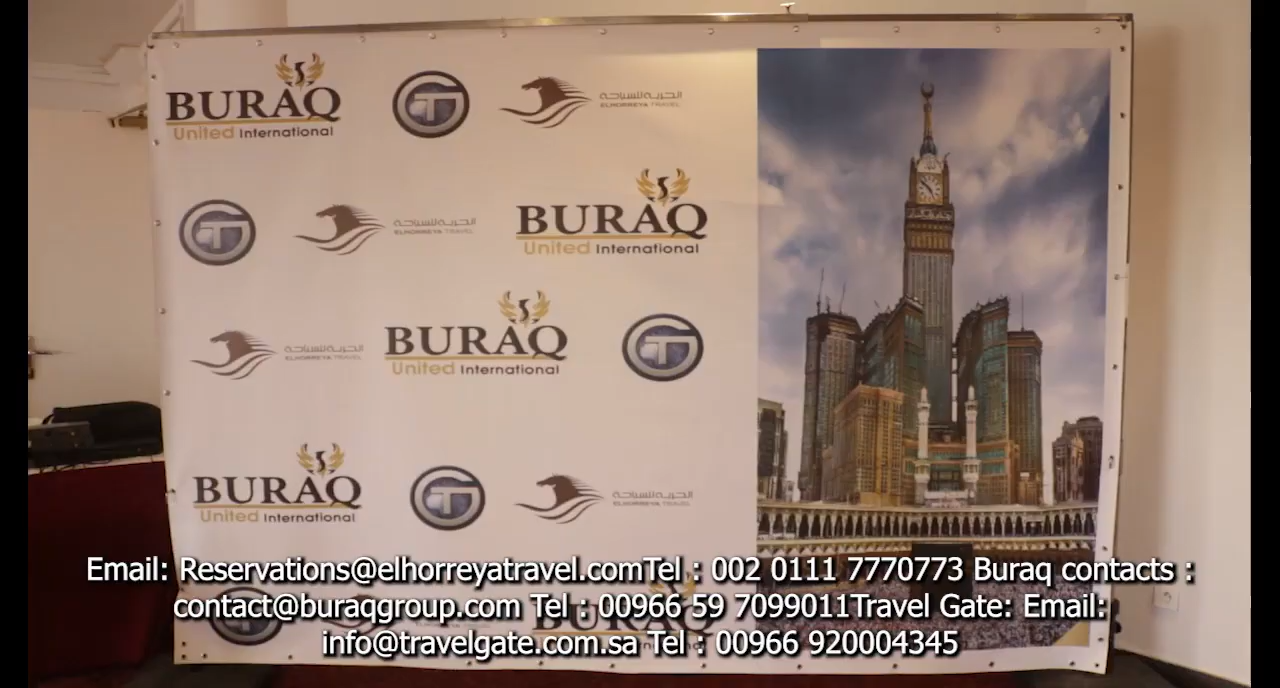 BURAQ
United International
الحرية للسياحة
ELHORREYA TRAVEL
الحرية للسياحة
ELHORREYA TRAVEL
BURAQ
United International
الحرية للسياحة
ELHORREYA TRAVEL
BURAQ
United International
BURAQ
United International
الحرية للسياحة
ELHORREYA TRAVEL
Email: Reservations@elhorreyatravel.comTel : 002 0111 7770773 Buraq contacts :
contact@buraqgroup.com Tel : 00966 59 7099011Travel Gate: Email:
info@travelgate.com.sa Tel : 00966 920004345